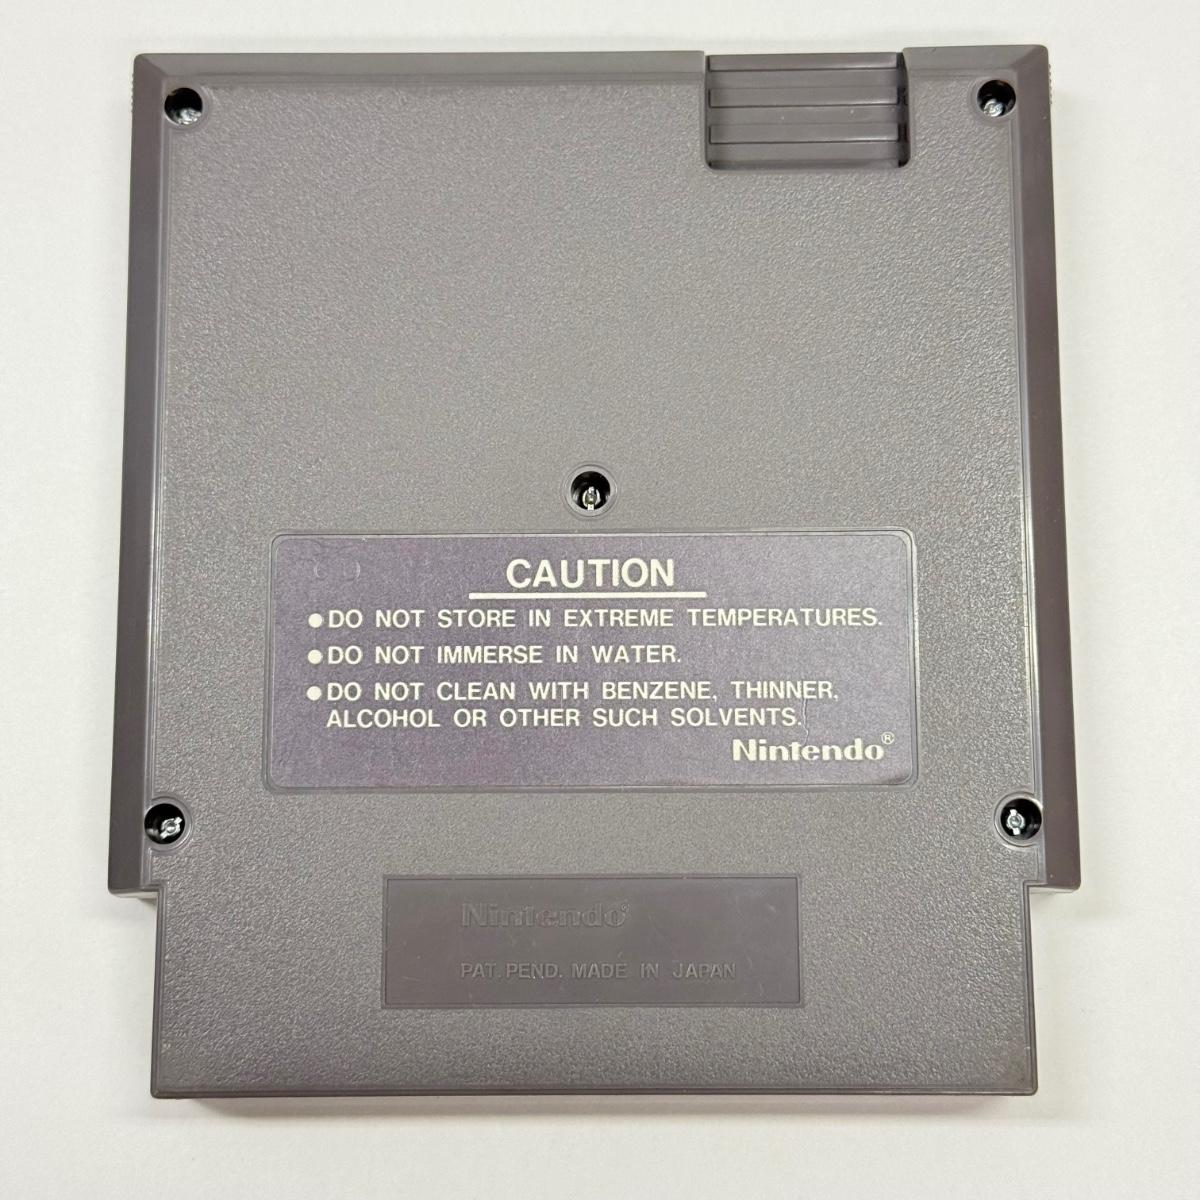 CAUTION
●DO NOT STORE IN EXTREME TEMPERATURES.
●DO NOT IMMERSE IN WATER.
●DO NOT CLEAN WITH BENZENE, THINNER,
ALCOHOL OR OTHER SUCH SOLVENTS.
Nintendo®
Nintendo®
PAT. PEND. MADE IN JAPAN